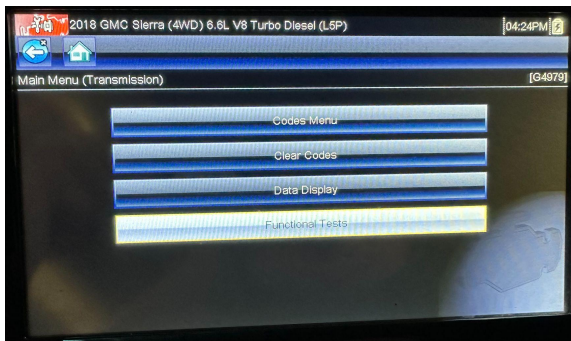 2018 GMC Sierra (4WD) 6.6L V8 Turbo Diesel (L5P)
04:24PM
Main Menu (Transmission)
[G4979]
Codes Menu
Clear Codes
Data Display
Functional Tests